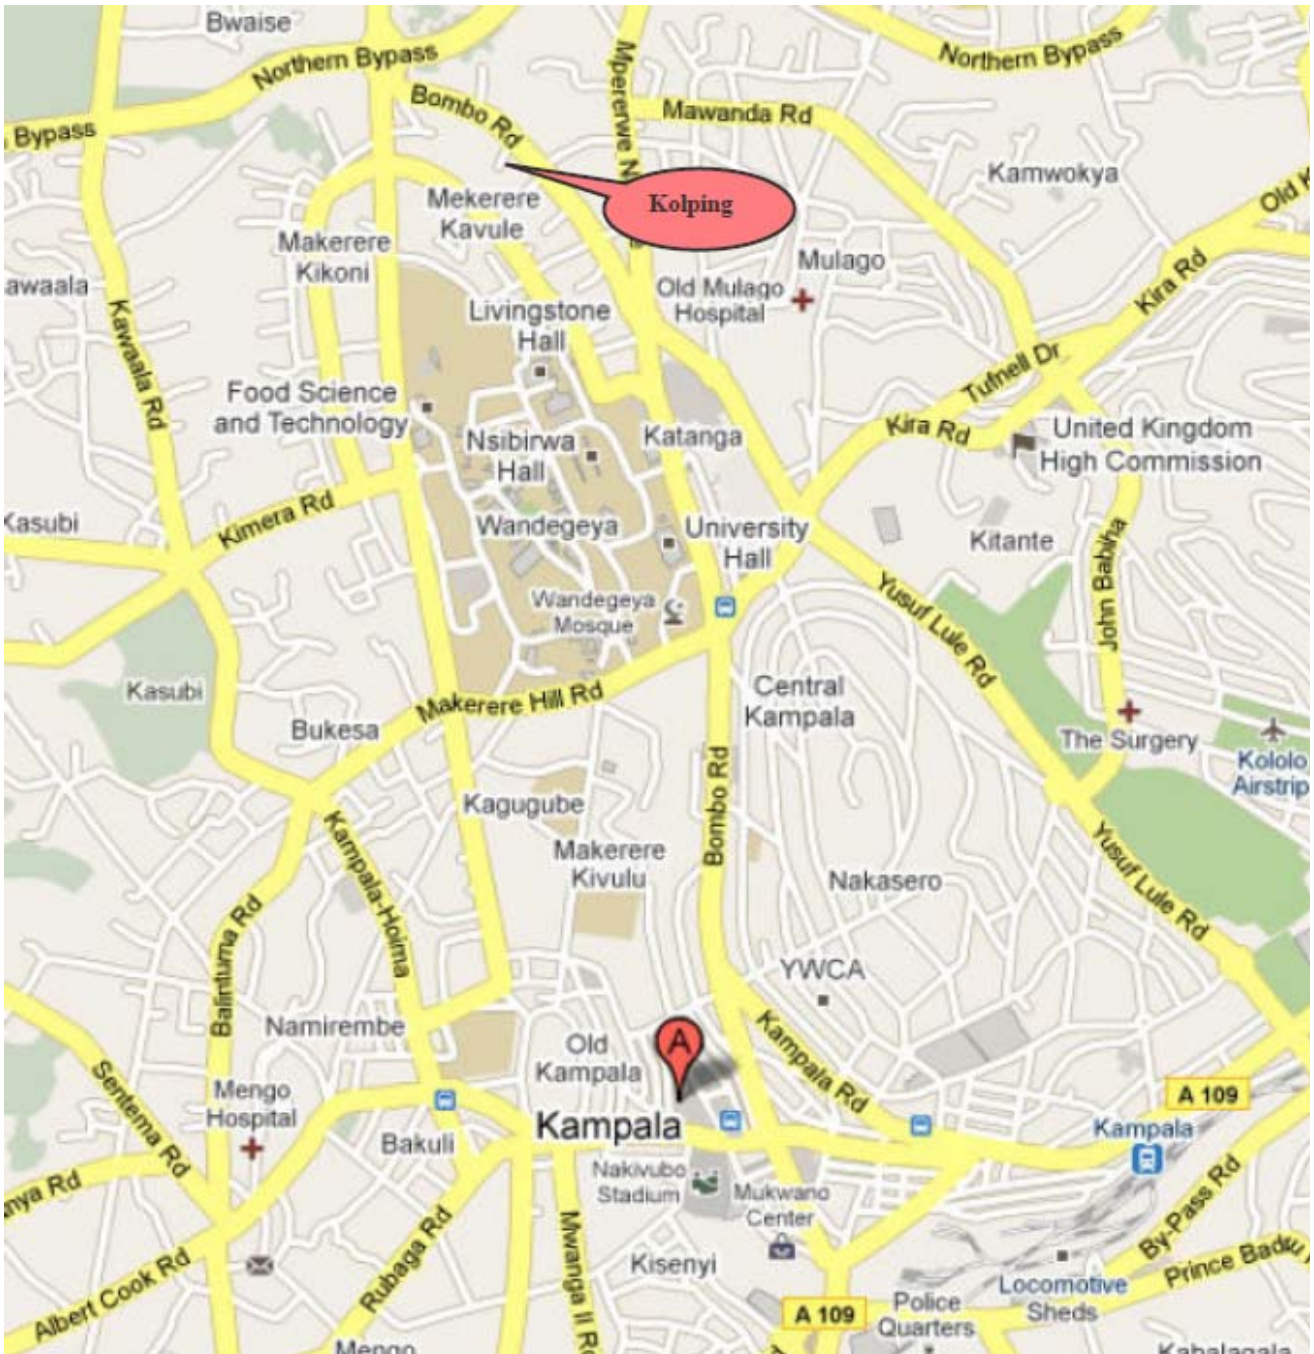 Bwaise
Northern Bypass
Northern Bypass
Bypass
Bombo Rd
Mpererwe N
Mawanda Rd
Kamwokya
Kolping
Mekerere
Kavule
Makerere
Kikoni
Mulago
Kira Rd
awaala
Old Mulago
Hospital
Livingstone
Hall
Kawaala Rd
Tufnell Dr
Food Science
and Technology
Nsibirwa
Hall
Katanga
Kira Rd
United Kingdom
High Commission
Kasubi
Kimera Rd
Wandegeya
University
Hall
Kitante
John Babiiha
Wandegeya
Mosque
Yusuf Lule Rd
Kasubi
Makerere Hill Rd
Central
Kampala
Bukesa
The Surgery
Kololo
Airstrip
Bombo Rd
Kagugube
Kampala-Hoima
Makerere
Kivulu
Nakasero
Yusuf Lule Rd
Balintuma Rd
YWCA
Namirembe
Old
Kampala
A
Kampala Rd
Sentema Rd
Mengo
Hospital
A 109
Kampala
Bakuli
Kampala
Nakivubo
Stadium
Mukwano
Center
nya Rd
By-Pass Rd
Rubaga Rd
Mwanga II Rd
Kisenyi
Albert Cook Rd
Locomotive
Sheds
A 109
Police
Quarters
Mengo
Kabalagala